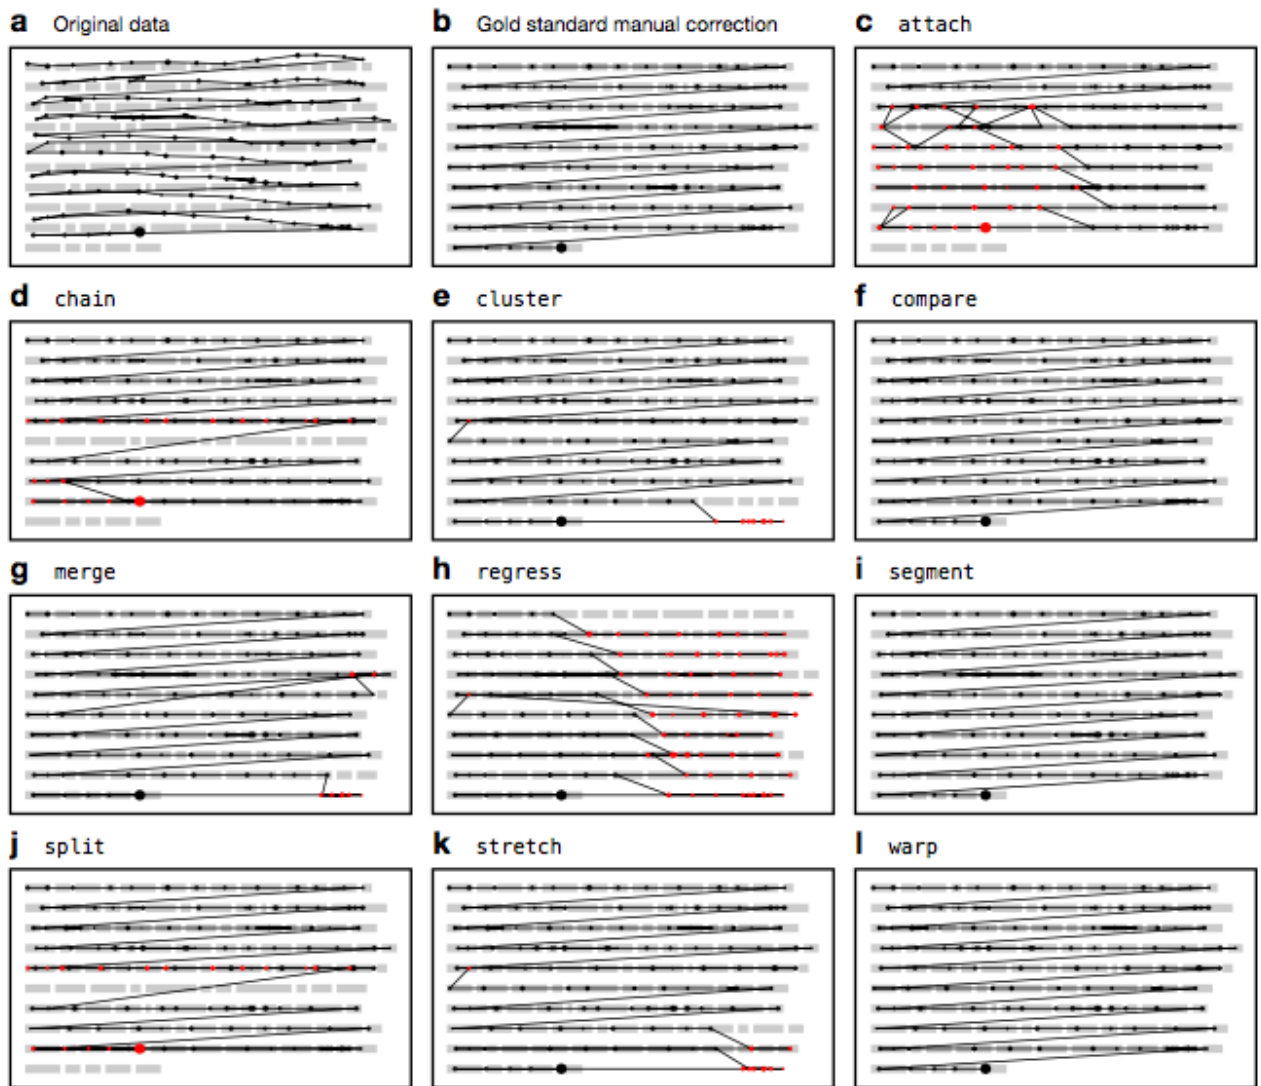 a Original data
b Gold standard manual correction
c attach
d chain
e cluster
f compare
g merge
h regress
i segment
j split
k stretch
l warp